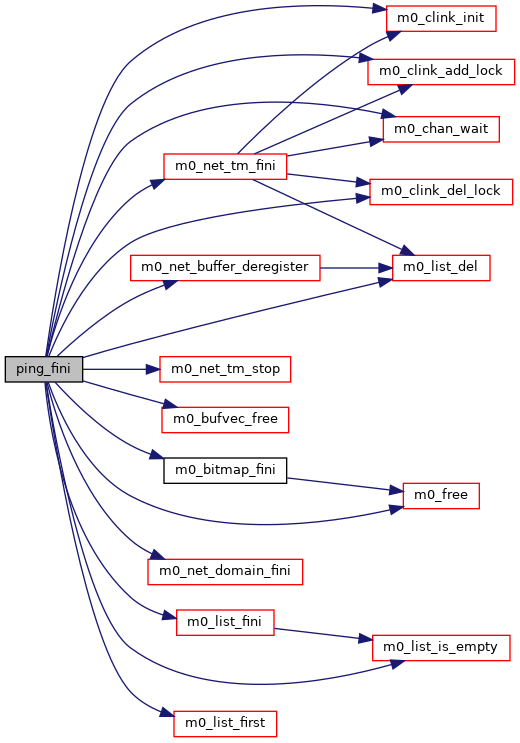 m0_clink_init
m0_clink_add_lock
m0_chan_wait
m0_net_tm_fini
m0_clink_del_lock
m0_net_buffer_deregister
m0_list_del
ping_fini
m0_net_tm_stop
m0_bufvec_free
m0_bitmap_fini
m0_free
m0_net_domain_fini
m0_list_fini
m0_list_is_empty
m0_list_first